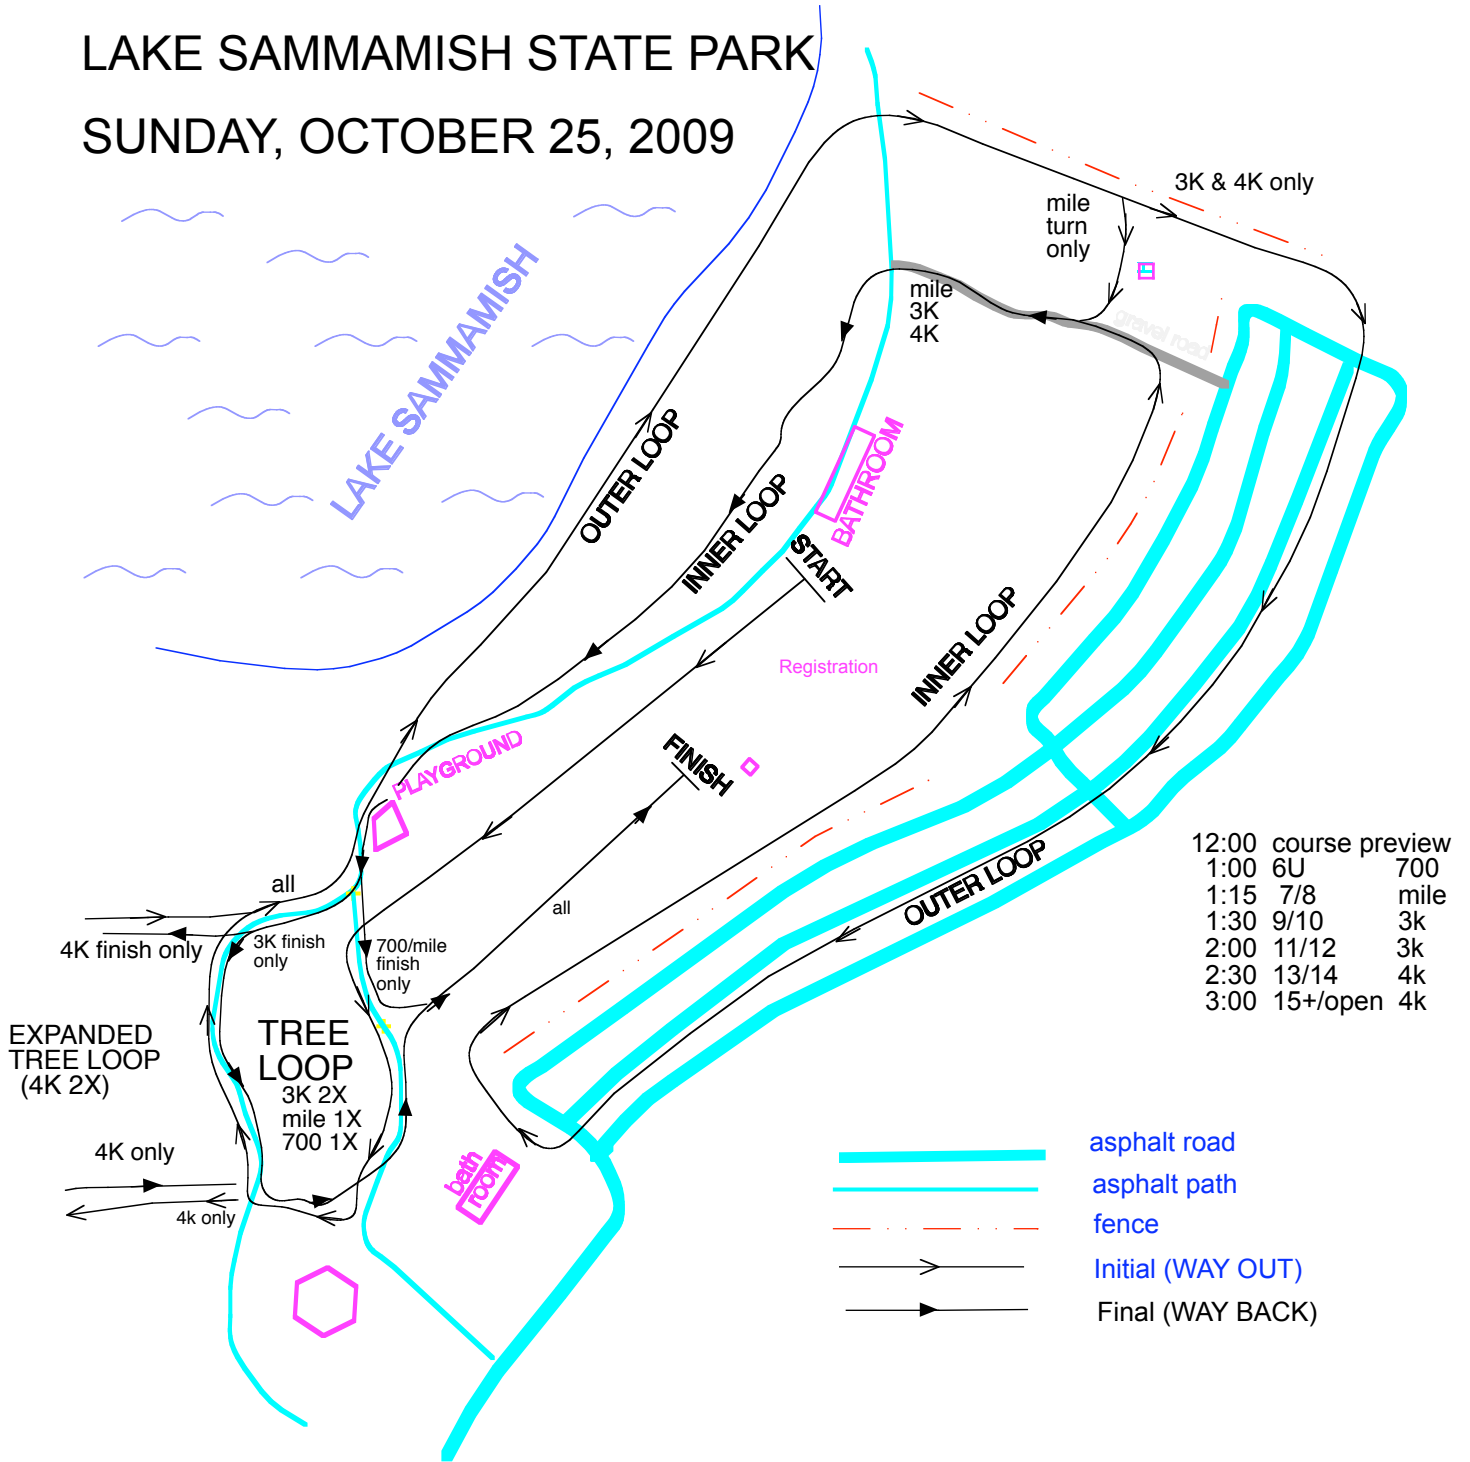 LAKE SAMMAMISH STATE PARK
SUNDAY, OCTOBER 25, 2009
3K & 4K only
mile
turn
only
LAKE SAMMAMISH
mile
3K
4K
gravel road
OUTER LOOP
INNER LOOP
BATHROOM
START
INNER LOOP
Registration
FINISH
PLAYGROUND
12:00 course preview
1:00 6U 700
1:15 7/8 mile
1:30 9/10 3k
2:00 11/12 3k
2:30 13/14 4k
3:00 15+/open 4k
OUTER LOOP
all
all
4K finish only
3K finish
only
700/mile
finish
only
EXPANDED
TREE LOOP
(4K 2X)
TREE
LOOP
3K 2X
mile 1X
700 1X
4K only
4k only
bath
room
asphalt road
asphalt path
fence
Initial (WAY OUT)
Final (WAY BACK)